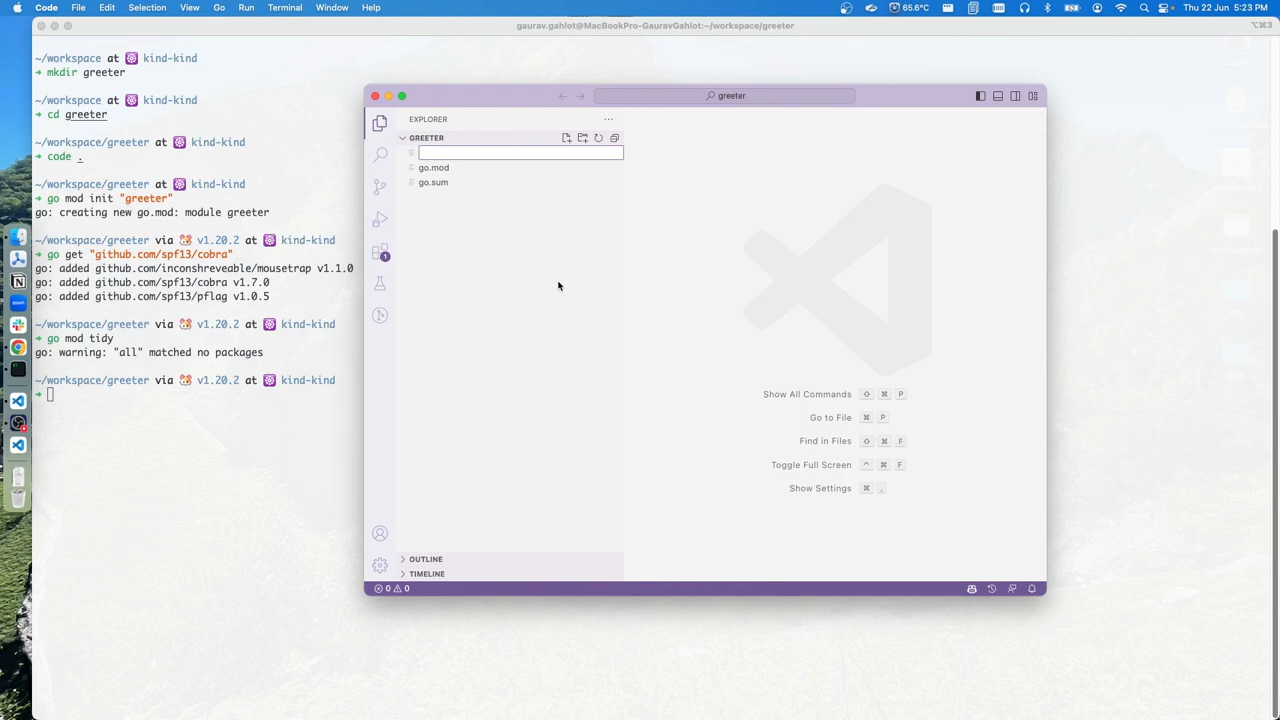 Code File Edit Selection View Go Run Terminal Window Help
65.6°C Thu 22 Jun 5:23 PM
gaurav.gahlot@MacBookPro-GauravGahlot:~/workspace/greeter
⌥⌘3
~/workspace at kind-kind
➜ mkdir greeter
~/workspace at kind-kind
➜ cd greeter
~/workspace/greeter at kind-kind
➜ code .
~/workspace/greeter at kind-kind
➜ go mod init "greeter"
go: creating new go.mod: module greeter
~/workspace/greeter via v1.20.2 at kind-kind
➜ go get "github.com/spf13/cobra"
go: added github.com/inconshreveable/mousetrap v1.1.0
go: added github.com/spf13/cobra v1.7.0
go: added github.com/spf13/pflag v1.0.5
~/workspace/greeter via v1.20.2 at kind-kind
➜ go mod tidy
go: warning: "all" matched no packages
~/workspace/greeter via v1.20.2 at kind-kind
➜
greeter
EXPLORER
GREETER
go.mod
go.sum
1
Show All Commands ⇧ ⌘ P
Go to File ⌘ P
Find in Files ⇧ ⌘ F
Toggle Full Screen ^ ⌘ F
Show Settings ⌘ ,
OUTLINE
TIMELINE
0 0